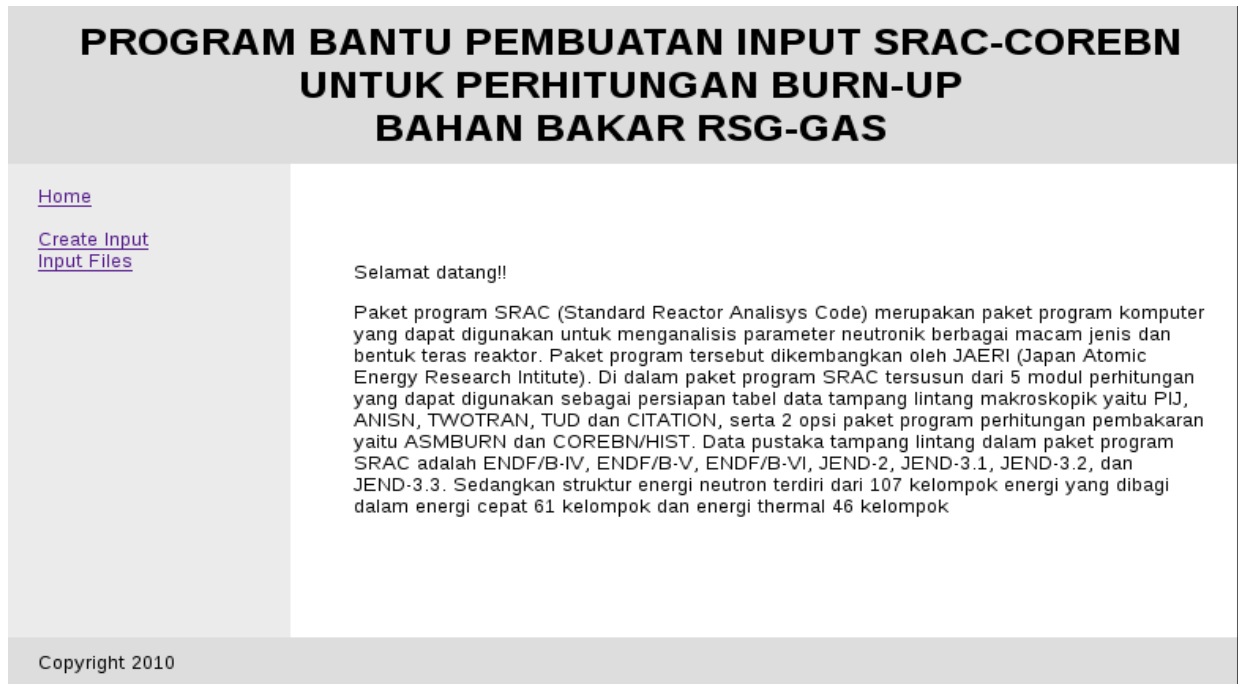 PROGRAM BANTU PEMBUATAN INPUT SRAC-COREBN
UNTUK PERHITUNGAN BURN-UP
BAHAN BAKAR RSG-GAS
Home
Create Input
Input Files
Selamat datang!!
Paket program SRAC (Standard Reactor Analisys Code) merupakan paket program komputer
yang dapat digunakan untuk menganalisis parameter neutronik berbagai macam jenis dan
bentuk teras reaktor. Paket program tersebut dikembangkan oleh JAERI (Japan Atomic
Energy Research Intitute). Di dalam paket program SRAC tersusun dari 5 modul perhitungan
yang dapat digunakan sebagai persiapan tabel data tampang lintang makroskopik yaitu PIJ,
ANISN, TWOTRAN, TUD dan CITATION, serta 2 opsi paket program perhitungan pembakaran
yaitu ASMBURN dan COREBN/HIST. Data pustaka tampang lintang dalam paket program
SRAC adalah ENDF/B-IV, ENDF/B-V, ENDF/B-VI, JEND-2, JEND-3.1, JEND-3.2, dan
JEND-3.3. Sedangkan struktur energi neutron terdiri dari 107 kelompok energi yang dibagi
dalam energi cepat 61 kelompok dan energi thermal 46 kelompok
Copyright 2010